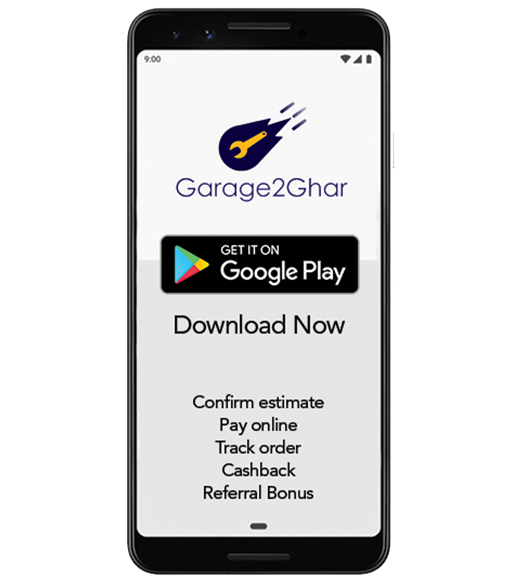 9:00
Garage2Ghar
GET IT ON
Google Play
Download Now
Confirm estimate
Pay online
Track order
Cashback
Referral Bonus